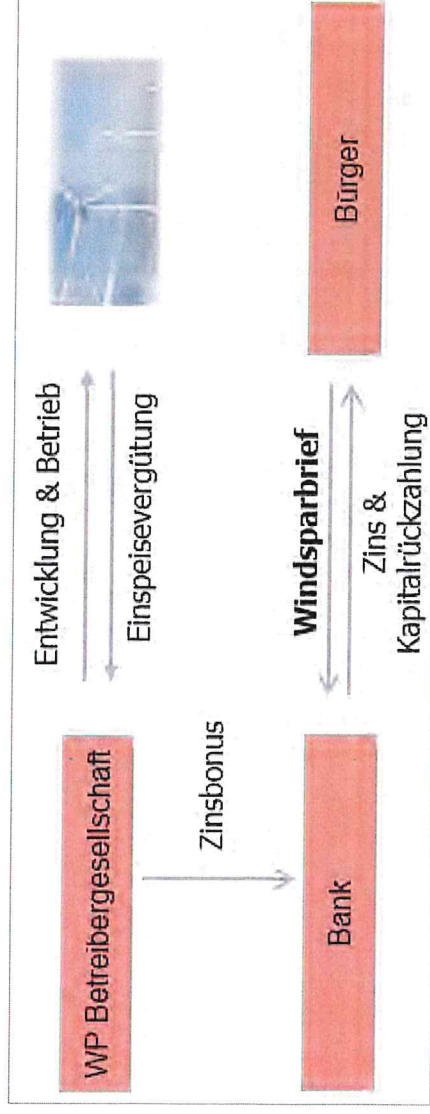 WP Betreibergesellschaft
Entwicklung & Betrieb
Einspeisevergütung
Zinsbonus
Bank
Windsparbrief
Zins &
Kapitalrückzahlung
Bürger